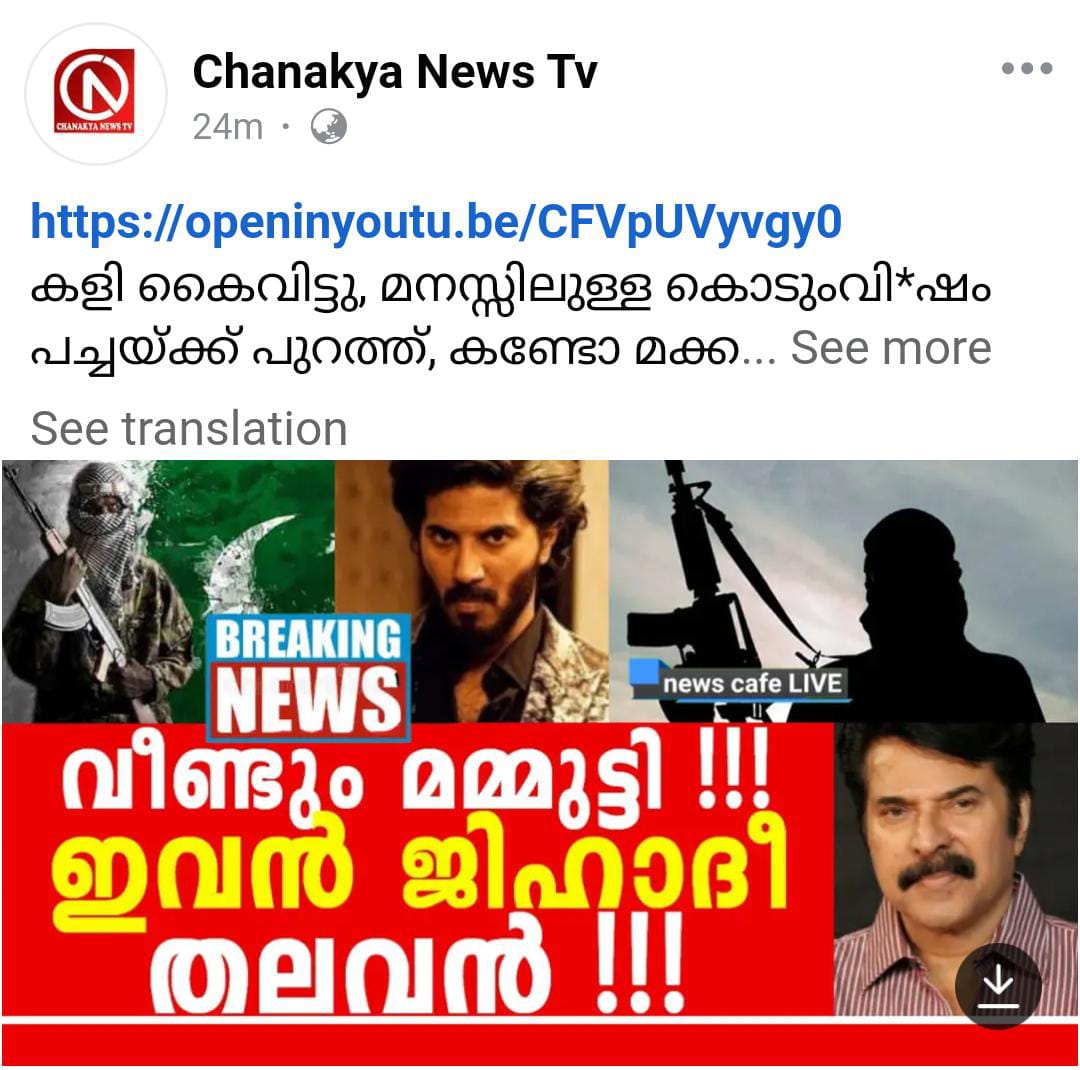 Chanakya News Tv
CHANAKYA NEWS TV
24m ·
https://openinyoutu.be/CFVpUVyvgy0
കളി കൈവിട്ടു, മനസ്സിലുള്ള കൊടുംവി*ഷം
പച്ചയ്ക്ക് പുറത്ത്, കണ്ടോ മക്ക... See more
See translation
BREAKING
NEWS
news cafe LIVE
വീണ്ടും മമ്മുട്ടി !!!
ഇവൻ ജിഹാദീ
തലവൻ !!!